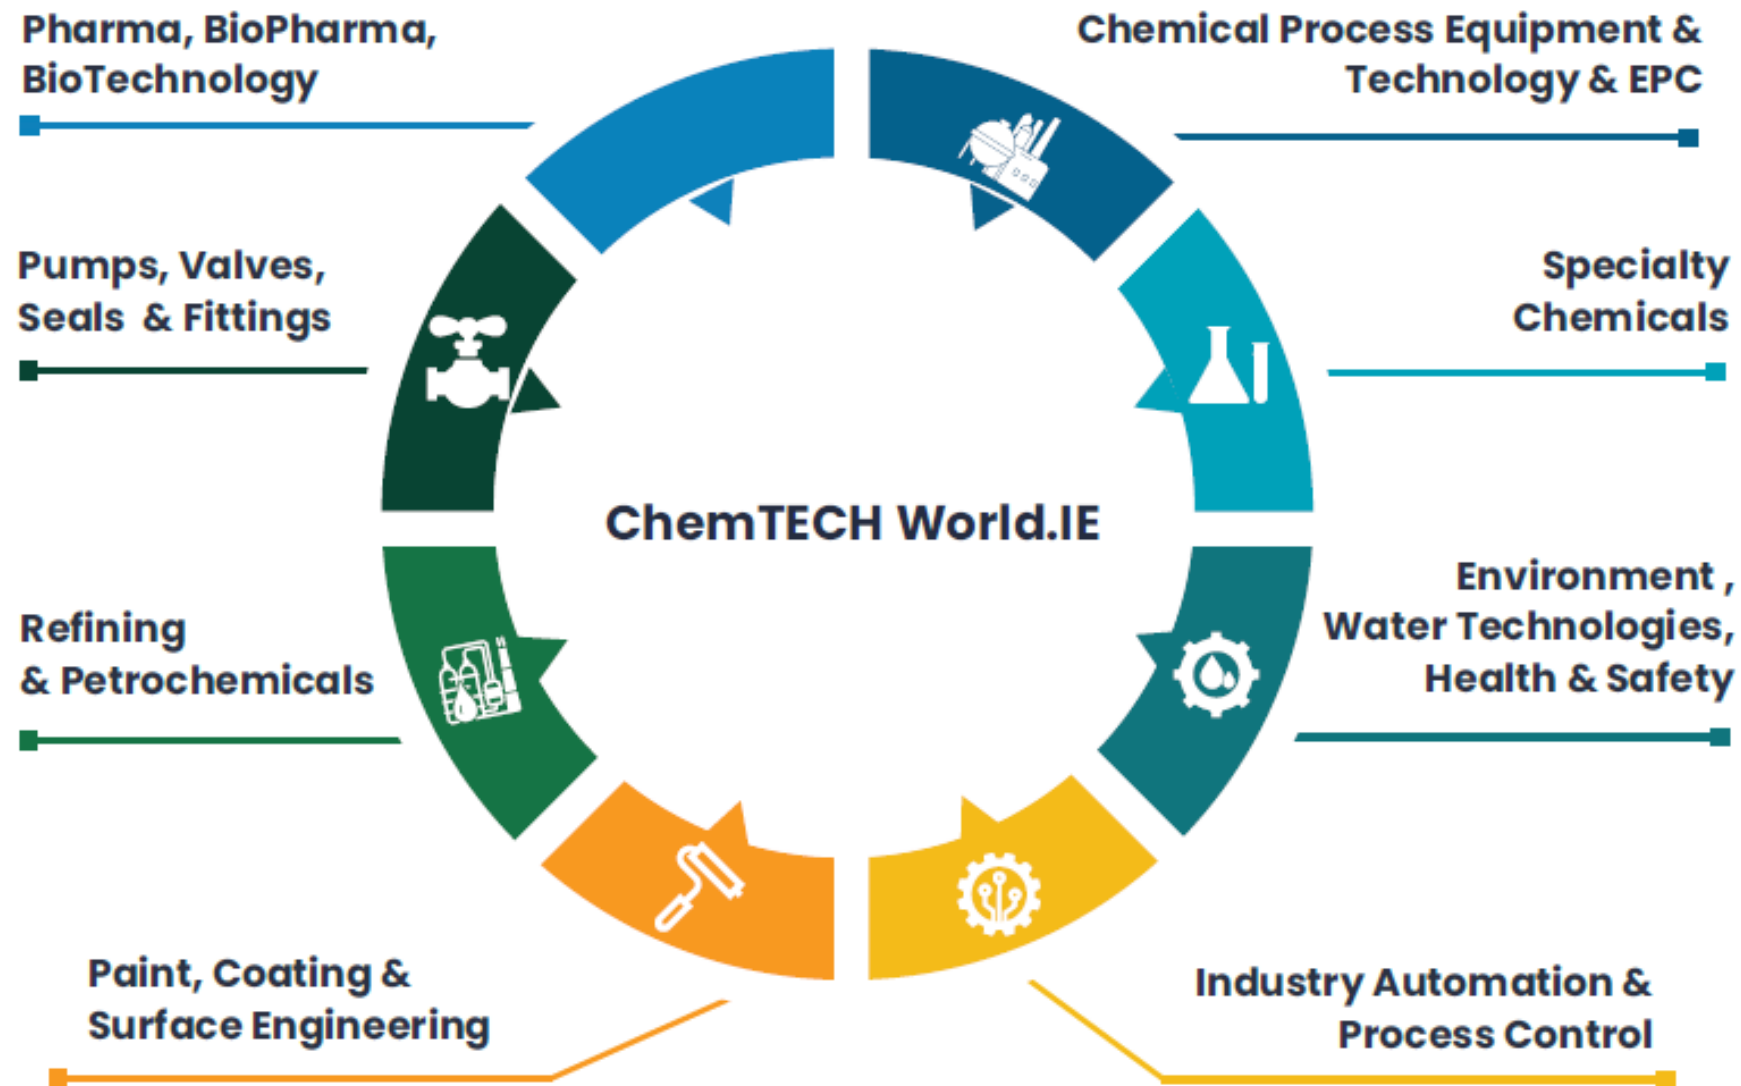 Pharma, BioPharma,
BioTechnology
Chemical Process Equipment &
Technology & EPC
Pumps, Valves,
Seals & Fittings
Specialty
Chemicals
ChemTECH World.IE
Refining
& Petrochemicals
Environment ,
Water Technologies,
Health & Safety
Paint, Coating &
Surface Engineering
Industry Automation &
Process Control